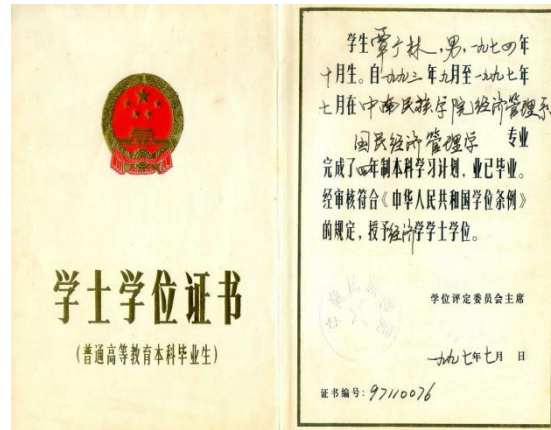 学士学位证书
(普通高等教育本科毕业生)
学生覃广林,男,一九七四年
十月生。自一九九三年九月至一九九七年
七月在中南民族学院经济管理系
国民经济管理学 专业
完成了四年制本科学习计划,业已毕业。
经审核符合《中华人民共和国学位条例》
的规定,授予经济学学士学位。
学位评定委员会主席
一九九七年七月 日
证书编号:97110076